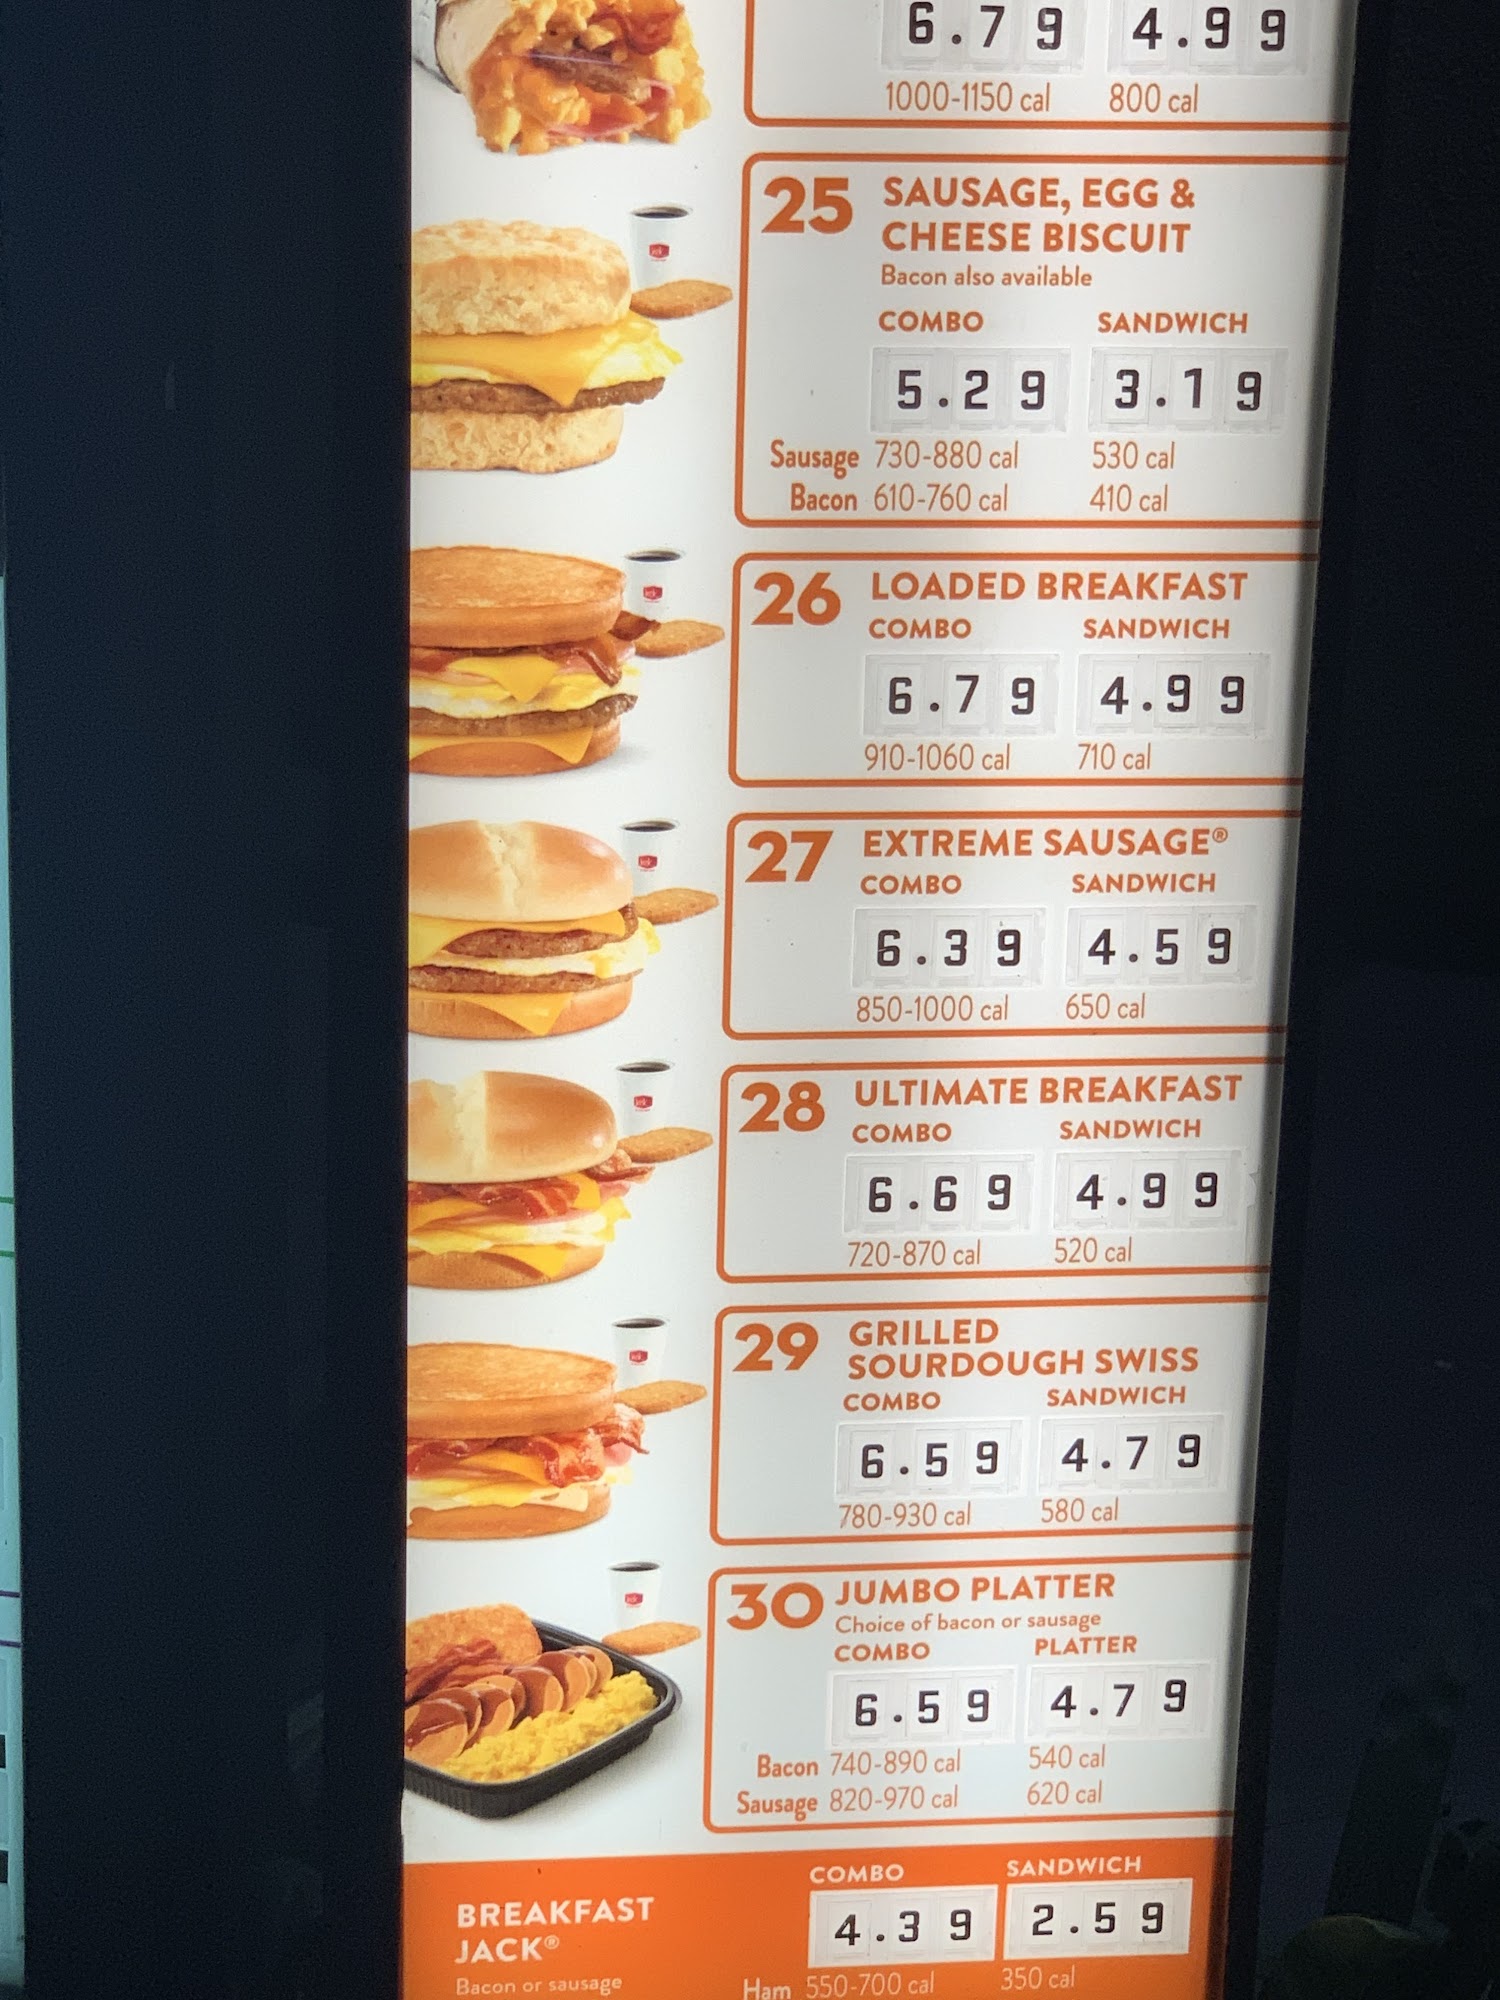 6.79 4.99
1000-1150 cal 800 cal
25 SAUSAGE, EGG &
CHEESE BISCUIT
Bacon also available
COMBO SANDWICH
5.29 3.19
Sausage 730-880 cal 530 cal
Bacon 610-760 cal 410 cal
26 LOADED BREAKFAST
COMBO SANDWICH
6.79 4.99
910-1060 cal 710 cal
27 EXTREME SAUSAGE®
COMBO SANDWICH
6.39 4.59
850-1000 cal 650 cal
28 ULTIMATE BREAKFAST
COMBO SANDWICH
6.69 4.99
720-870 cal 520 cal
29 GRILLED
SOURDOUGH SWISS
COMBO SANDWICH
6.59 4.79
780-930 cal 580 cal
30 JUMBO PLATTER
Choice of bacon or sausage
COMBO PLATTER
6.59 4.79
Bacon 740-890 cal 540 cal
Sausage 820-970 cal 620 cal
COMBO SANDWICH
BREAKFAST
JACK®
4.39 2.59
Bacon or sausage
Ham 550-700 cal 350 cal